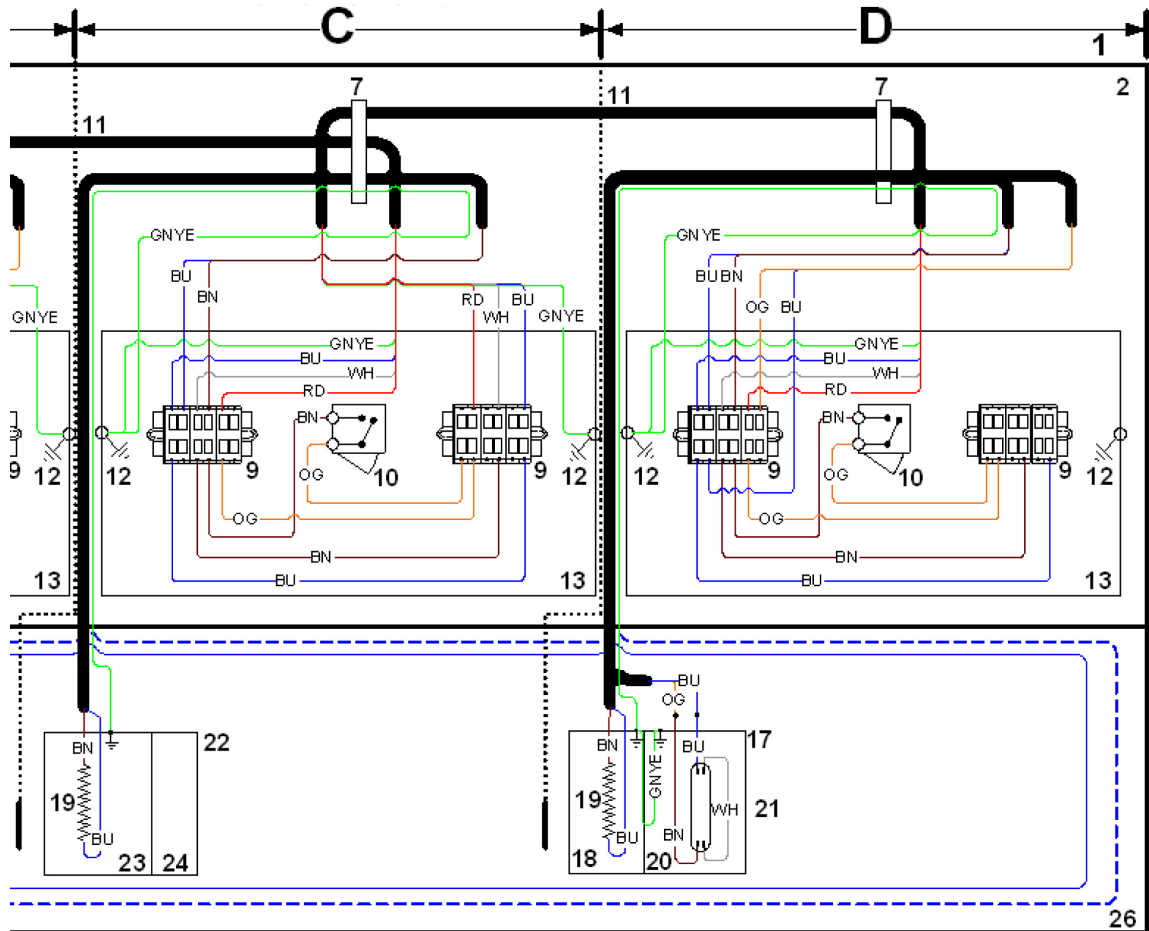 C D
1
7 7 2
11 11
GNYE GNYE
BU BN BU BN
OG BU
RD WH BU GNYE
GNYE
GNYE GNYE
BU BU
WH WH
RD RD
BN BN
9 12 12 9 10 9 12 12 9 10 9 12
OG OG
OG OG
BN BN
BU BU
13 13 13
BU
OG
BN 22 BN GNYE BU 17
19 19 WH 21
BU BU BN
23 24 18 20
26